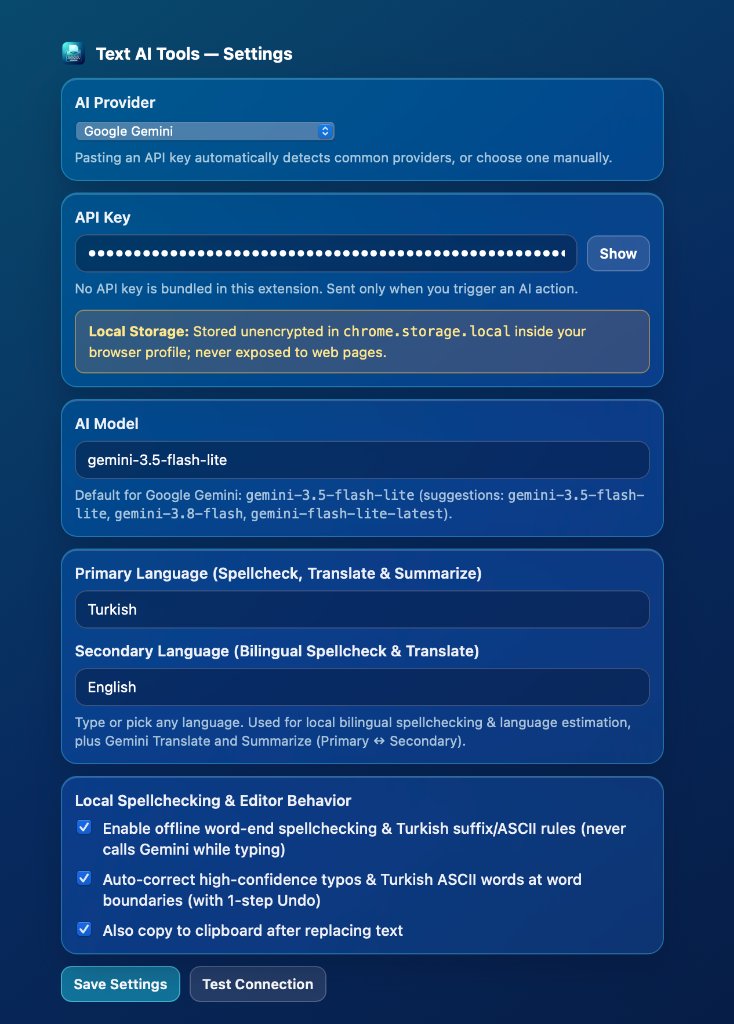 Text AI Tools — Settings
AI Provider
Google Gemini
Pasting an API key automatically detects common providers, or choose one manually.
API Key
••••••••••••••••••••••••••••••••••••••••••••••••••••
Show
No API key is bundled in this extension. Sent only when you trigger an AI action.
Local Storage: Stored unencrypted in chrome.storage.local inside your
browser profile; never exposed to web pages.
AI Model
gemini-3.5-flash-lite
Default for Google Gemini: gemini-3.5-flash-lite (suggestions: gemini-3.5-flash-
lite, gemini-3.8-flash, gemini-flash-lite-latest).
Primary Language (Spellcheck, Translate & Summarize)
Turkish
Secondary Language (Bilingual Spellcheck & Translate)
English
Type or pick any language. Used for local bilingual spellchecking & language estimation,
plus Gemini Translate and Summarize (Primary ↔ Secondary).
Local Spellchecking & Editor Behavior
Enable offline word-end spellchecking & Turkish suffix/ASCII rules (never
calls Gemini while typing)
Auto-correct high-confidence typos & Turkish ASCII words at word
boundaries (with 1-step Undo)
Also copy to clipboard after replacing text
Save Settings
Test Connection